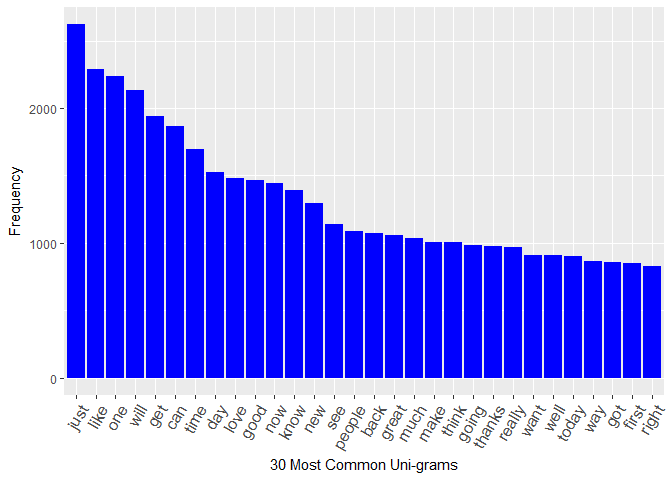 Frequency
2000
1000
0
just
like
one
will
get
can
time
day
love
good
now
know
new
see
people
back
great
much
make
think
going
thanks
really
want
well
today
way
got
first
right
30 Most Common Uni-grams